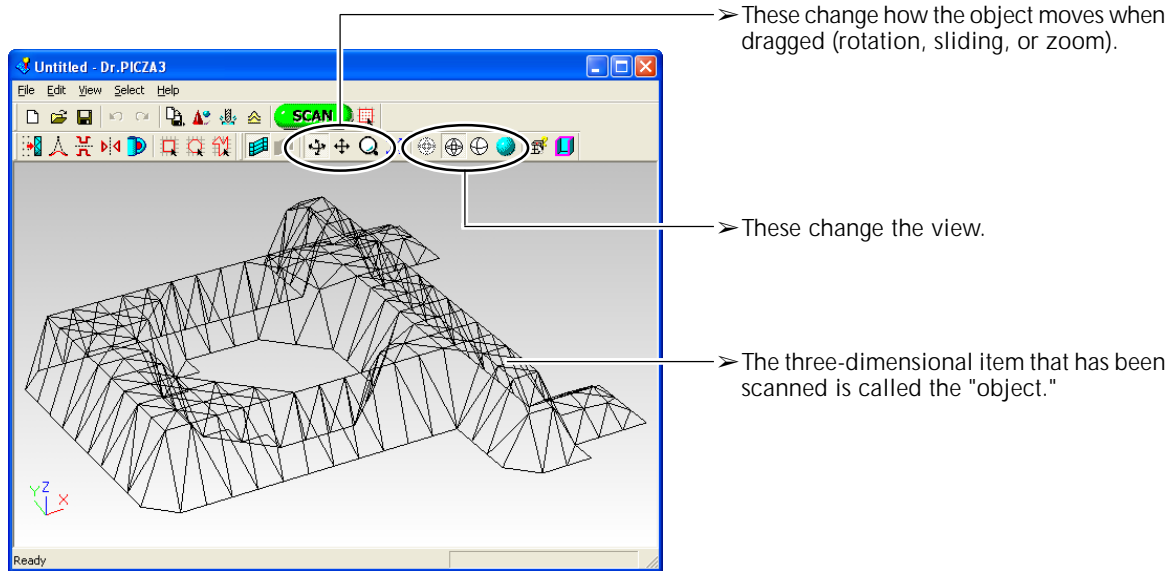 ➢ These change how the object moves when
dragged (rotation, sliding, or zoom).
Untitled - Dr.PICZA3
File Edit View Select Help
SCAN
➢ These change the view.
➢ The three-dimensional item that has been
scanned is called the "object."
Y Z X
Ready